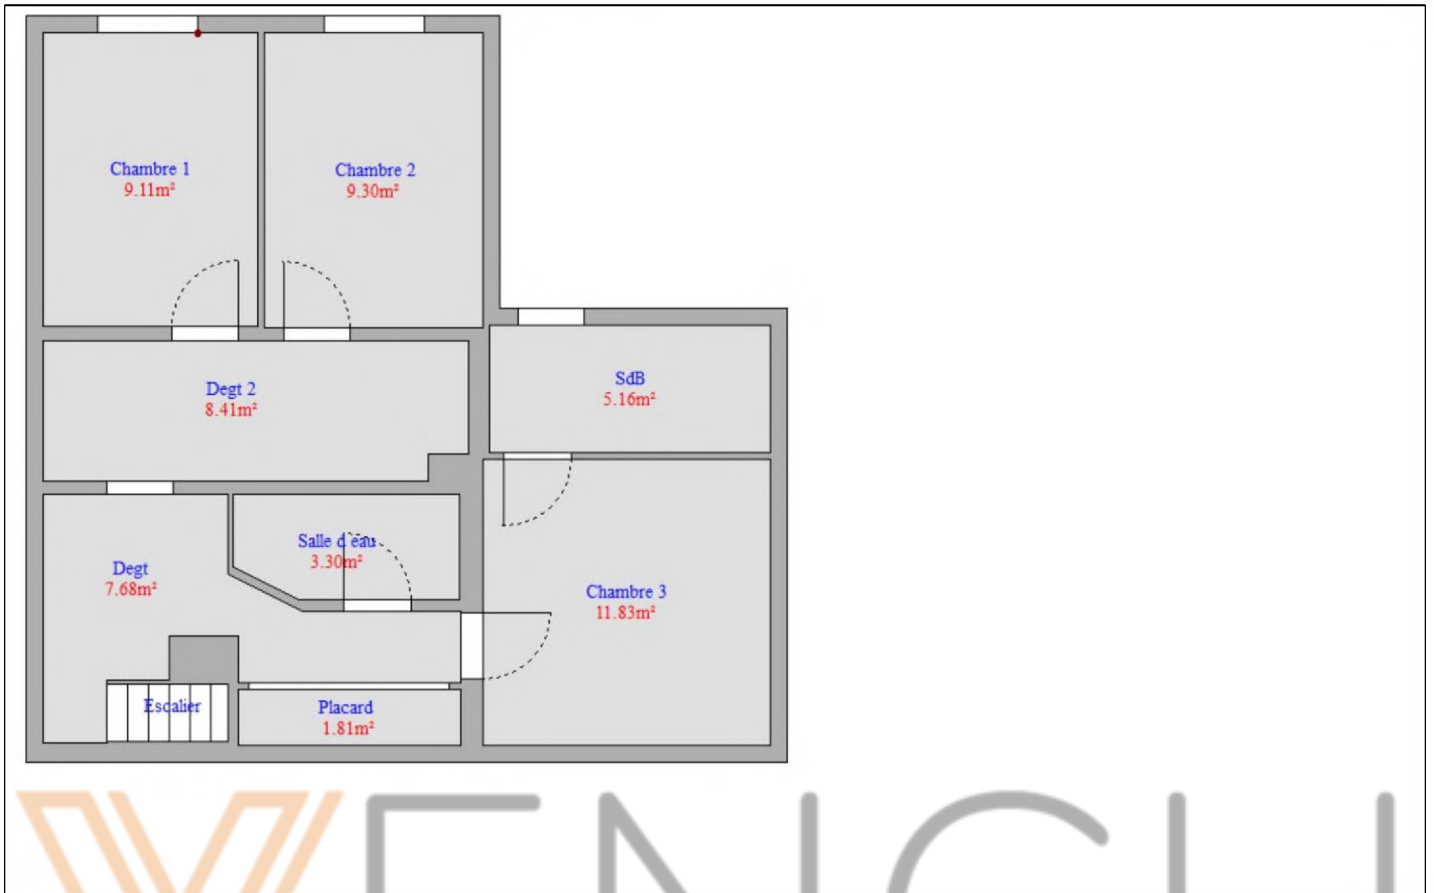 Chambre 1
9.11m²
Chambre 2
9.30m²
Degt 2
8.41m²
SdB
5.16m²
Salle d'eau
3.30m²
Degt
7.68m²
Chambre 3
11.83m²
Escalier
Placard
1.81m²